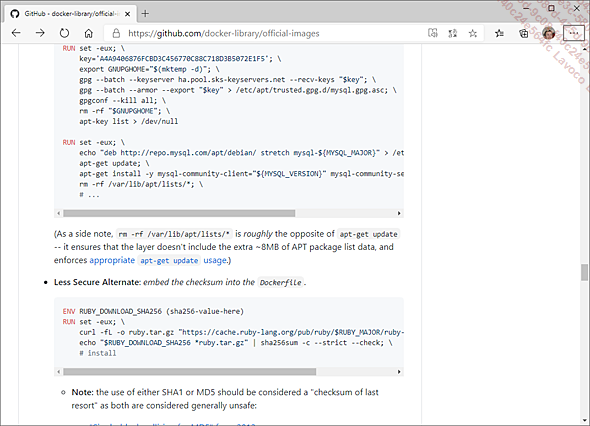 GitHub - docker-library/official-i
https://github.com/docker-library/official-images
RUN set -eux; \
key='A4A9406876FCBD3C456770C88C718D3B5072E1F5'; \
export GNUPGHOME="$(mktemp -d)"; \
gpg --batch --keyserver ha.pool.sks-keyservers.net --recv-keys "$key"; \
gpg --batch --armor --export "$key" > /etc/apt/trusted.gpg.d/mysql.gpg.asc; \
gpgconf --kill all; \
rm -rf "$GNUPGHOME"; \
apt-key list > /dev/null
RUN set -eux; \
echo "deb http://repo.mysql.com/apt/debian/ stretch mysql-${MYSQL_MAJOR}" > /et
apt-get update; \
apt-get install -y mysql-community-client="${MYSQL_VERSION}" mysql-community-se
rm -rf /var/lib/apt/lists/*; \
# ...
(As a side note, rm -rf /var/lib/apt/lists/* is roughly the opposite of apt-get update
-- it ensures that the layer doesn't include the extra ~8MB of APT package list data, and
enforces appropriate apt-get update usage.)
Less Secure Alternate: embed the checksum into the Dockerfile.
ENV RUBY_DOWNLOAD_SHA256 (sha256-value-here)
RUN set -eux; \
curl -fL -o ruby.tar.gz "https://cache.ruby-lang.org/pub/ruby/$RUBY_MAJOR/ruby-
echo "$RUBY_DOWNLOAD_SHA256 *ruby.tar.gz" | sha256sum -c --strict --check; \
# install
Note: the use of either SHA1 or MD5 should be considered a "checksum of last
resort" as both are considered generally unsafe: